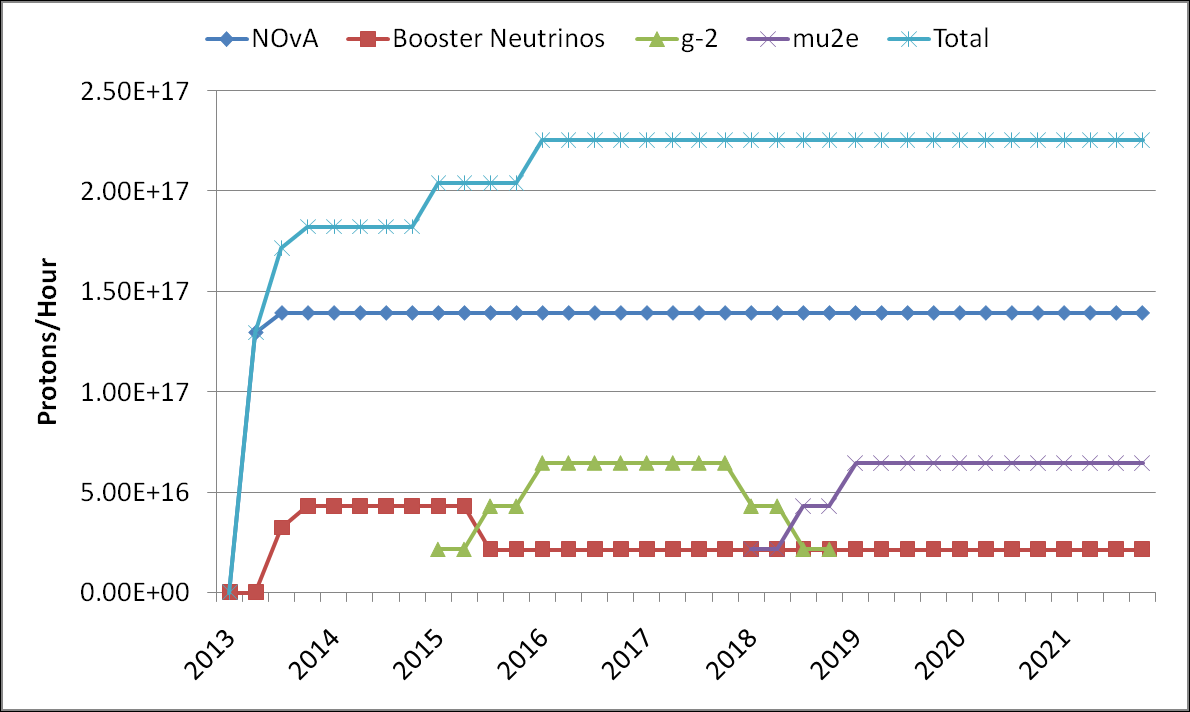 NOvA Booster Neutrinos g-2 mu2e Total
2.50E+17
2.00E+17
1.50E+17
1.00E+17
5.00E+16
0.00E+00
Protons/Hour
2013 2014 2015 2016 2017 2018 2019 2020 2021